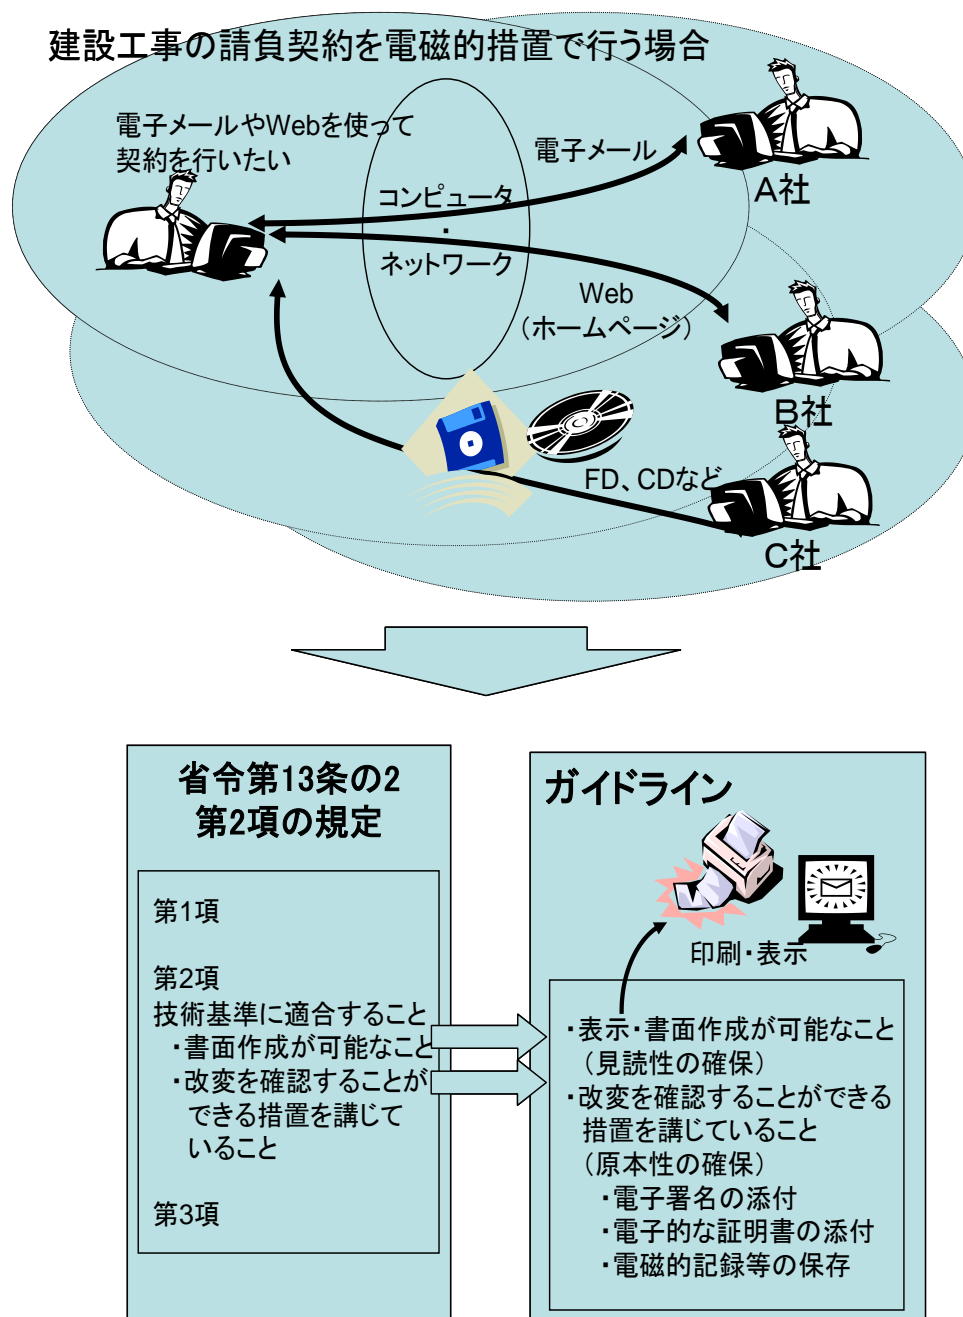 建設工事の請負契約を電磁的措置で行う場合
電子メールやWebを使って
契約を行いたい
電子メール
A社
コンピュータ
・
ネットワーク
Web
（ホームページ）
B社
FD、CDなど
C社
省令第13条の2
第2項の規定
第1項
第2項
技術基準に適合すること
・書面作成が可能なこと
・改変を確認することが
できる措置を講じて
いること
第3項
ガイドライン
印刷・表示
・表示・書面作成が可能なこと
（見読性の確保）
・改変を確認することができる
措置を講じていること
（原本性の確保）
・電子署名の添付
・電子的な証明書の添付
・電磁的記録等の保存